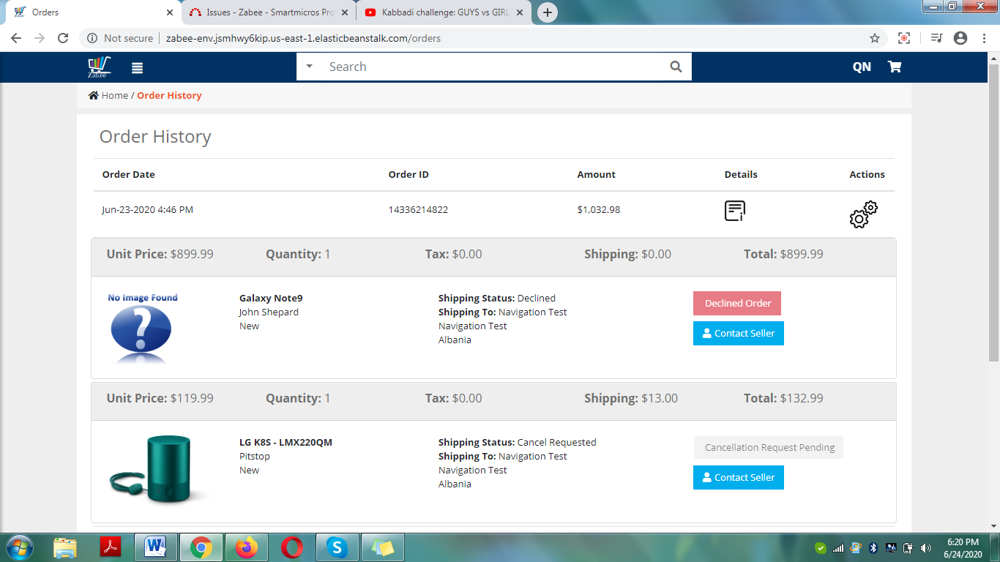 Orders
Issues - Zabee - Smartmicros Pro
Kabbadi challenge: GUYS vs GIRL
Not secure | zabee-env.jsmhwy6kip.us-east-1.elasticbeanstalk.com/orders
Zab.ee
Search
QN
Home / Order History
Order History
Order Date Order ID Amount Details Actions
Jun-23-2020 4:46 PM 14336214822 $1,032.98
Unit Price: $899.99 Quantity: 1 Tax: $0.00 Shipping: $0.00 Total: $899.99
No Image Found
Galaxy Note9
John Shepard
New
Shipping Status: Declined
Shipping To: Navigation Test
Navigation Test
Albania
Declined Order
Contact Seller
Unit Price: $119.99 Quantity: 1 Tax: $0.00 Shipping: $13.00 Total: $132.99
LG K8S - LMX220QM
Pitstop
New
Shipping Status: Cancel Requested
Shipping To: Navigation Test
Navigation Test
Albania
Cancellation Request Pending
Contact Seller
6:20 PM
6/24/2020